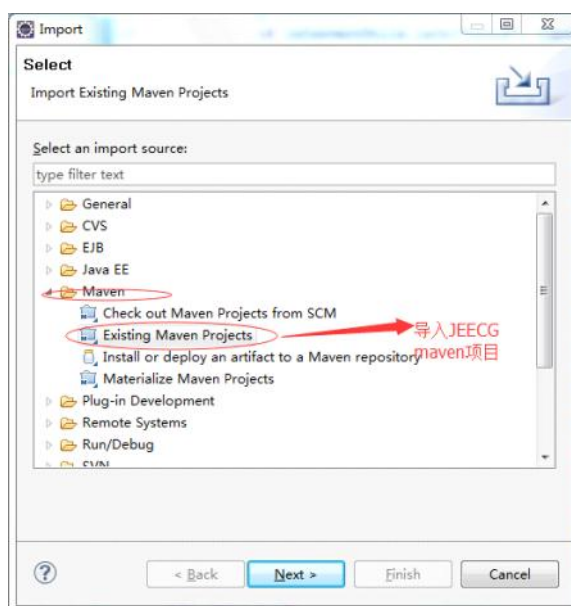 Import
Select
Import Existing Maven Projects
Select an import source:
type filter text
General
CVS
EJB
Java EE
Maven
Check out Maven Projects from SCM
Existing Maven Projects
导入JEECG
maven项目
Install or deploy an artifact to a Maven repository
Materialize Maven Projects
Plug-in Development
Remote Systems
Run/Debug
SVN
?
< Back
Next >
Finish
Cancel